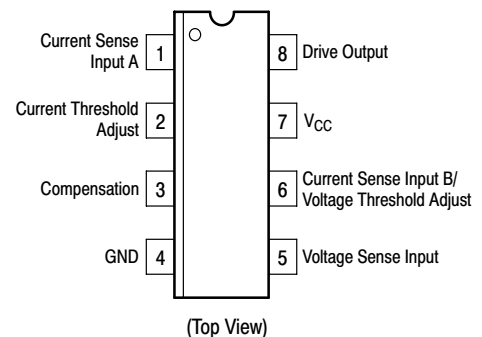 Current Sense
Input A
1
Current Threshold
Adjust
2
Compensation
3
GND
4
8
Drive Output
7
VCC
6
Current Sense Input B/
Voltage Threshold Adjust
5
Voltage Sense Input
(Top View)